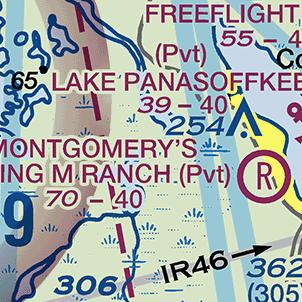 FREEFLIGHT
(Pvt) 55 - 4
Co
65 LAKE PANASOFFKEE
39 - 40
254
MONTGOMERY'S
ING M RANCH (Pvt) R
9 70 - 40
IR46
306
362
(305